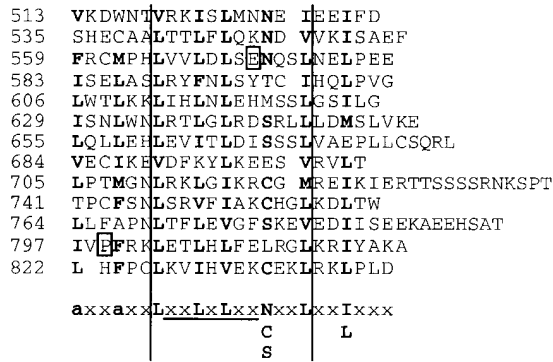 513 VKDWNTVRKISLMNNE IEEIFD
535 SHECAALTTLFLQKND VVKISAEF
559 FRCMPHLVVLDLSENQSLNELPEE
583 ISELASLRYFNLSYTC IHQLPVG
606 LWTLKKLIHLNLEHMSSLGSILG
629 ISNLWNLRTLGLRDSRLLLDMSLVKE
655 LQLLEHLEVITLDISSSLVAEPLLCSQRL
684 VECIKEVDFKYLKEES VRVLT
705 LPTMGNLRKLGIKRCG MREIKIERTTSSSSRNKSPT
741 TPCFSNLSRVFIAKCHGLKDLTW
764 LLFAPNLTFLEVGFSKEVEDIISEEKAEEHSAT
797 IVPFRKLETLHLFELRGLKRIYAKA
822 L HFPCLKVIHVEKCEKLRKLPLD
axxaxxLxxLxLxxNxxLxxIxx
C L
S